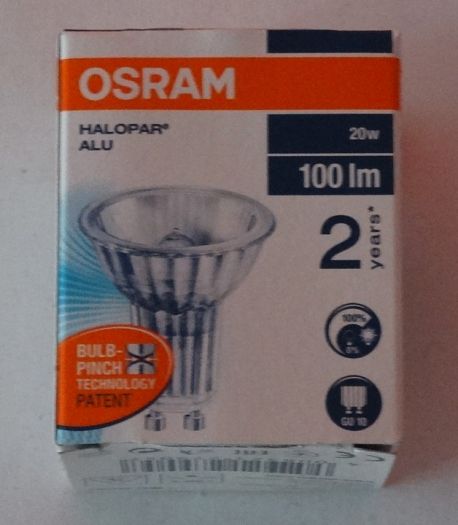 OSRAM
HALOPAR®
ALU
20w
100 lm
2 years*
100%
0%
BULB-
PINCH
TECHNOLOGY
PATENT
GU 10